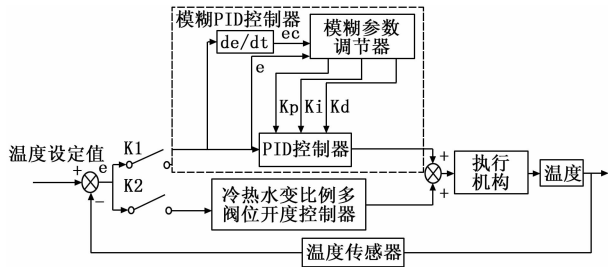 模糊PID控制器
de/dt
ec
模糊参数
调节器
e
Kp
Ki
Kd
K1
温度设定值
+
e
−
K2
PID控制器
+
+
冷热水变比例多
阀位开度控制器
执行
机构
温度
温度传感器